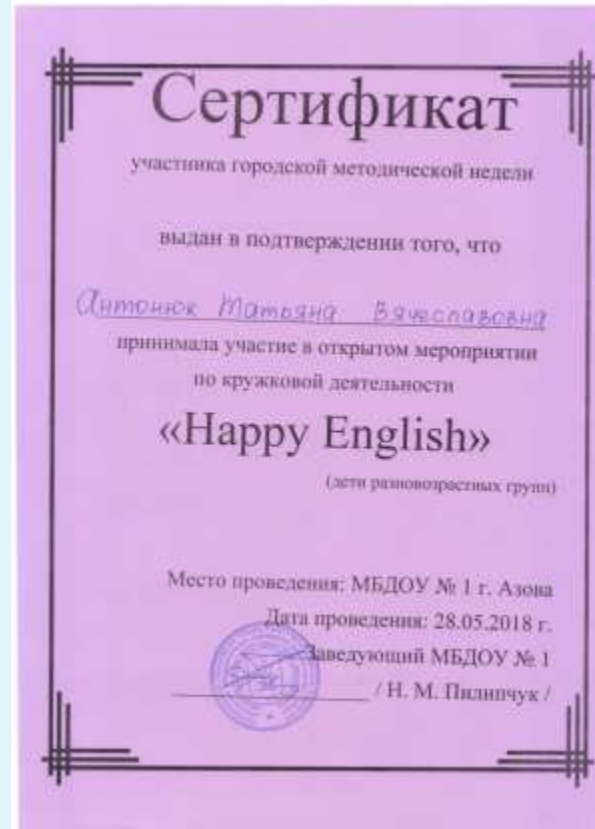 Сертификат
участника городской методической недели
выдан в подтверждении того, что
Антонюк Татьяна Вячеславовна
принимала участие в открытом мероприятии
по кружковой деятельности
«Happy English»
(дети разновозрастных групп)
Место проведения: МБДОУ № 1 г. Азова
Дата проведения: 28.05.2018 г.
Заведующий МБДОУ № 1
/ Н. М. Пилипчук /